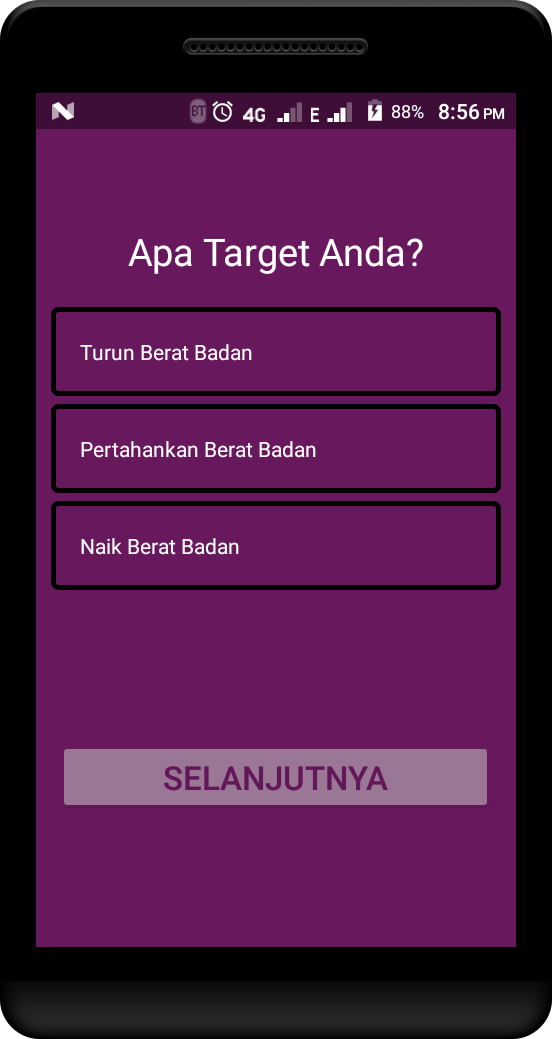 BT 4G E 88% 8:56 PM
Apa Target Anda?
Turun Berat Badan
Pertahankan Berat Badan
Naik Berat Badan
SELANJUTNYA